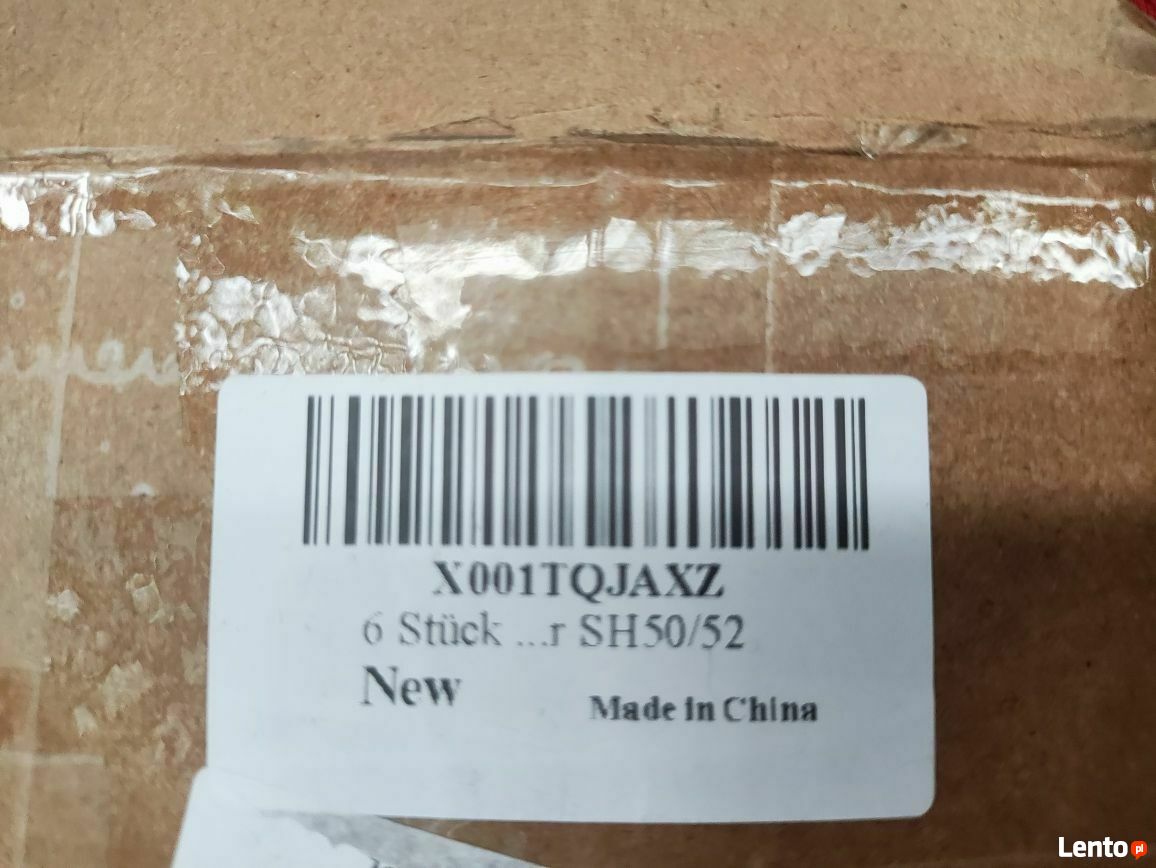 X001TQJAXZ
6 Stück ...r SH50/52
New
Made in China
Lento.pl